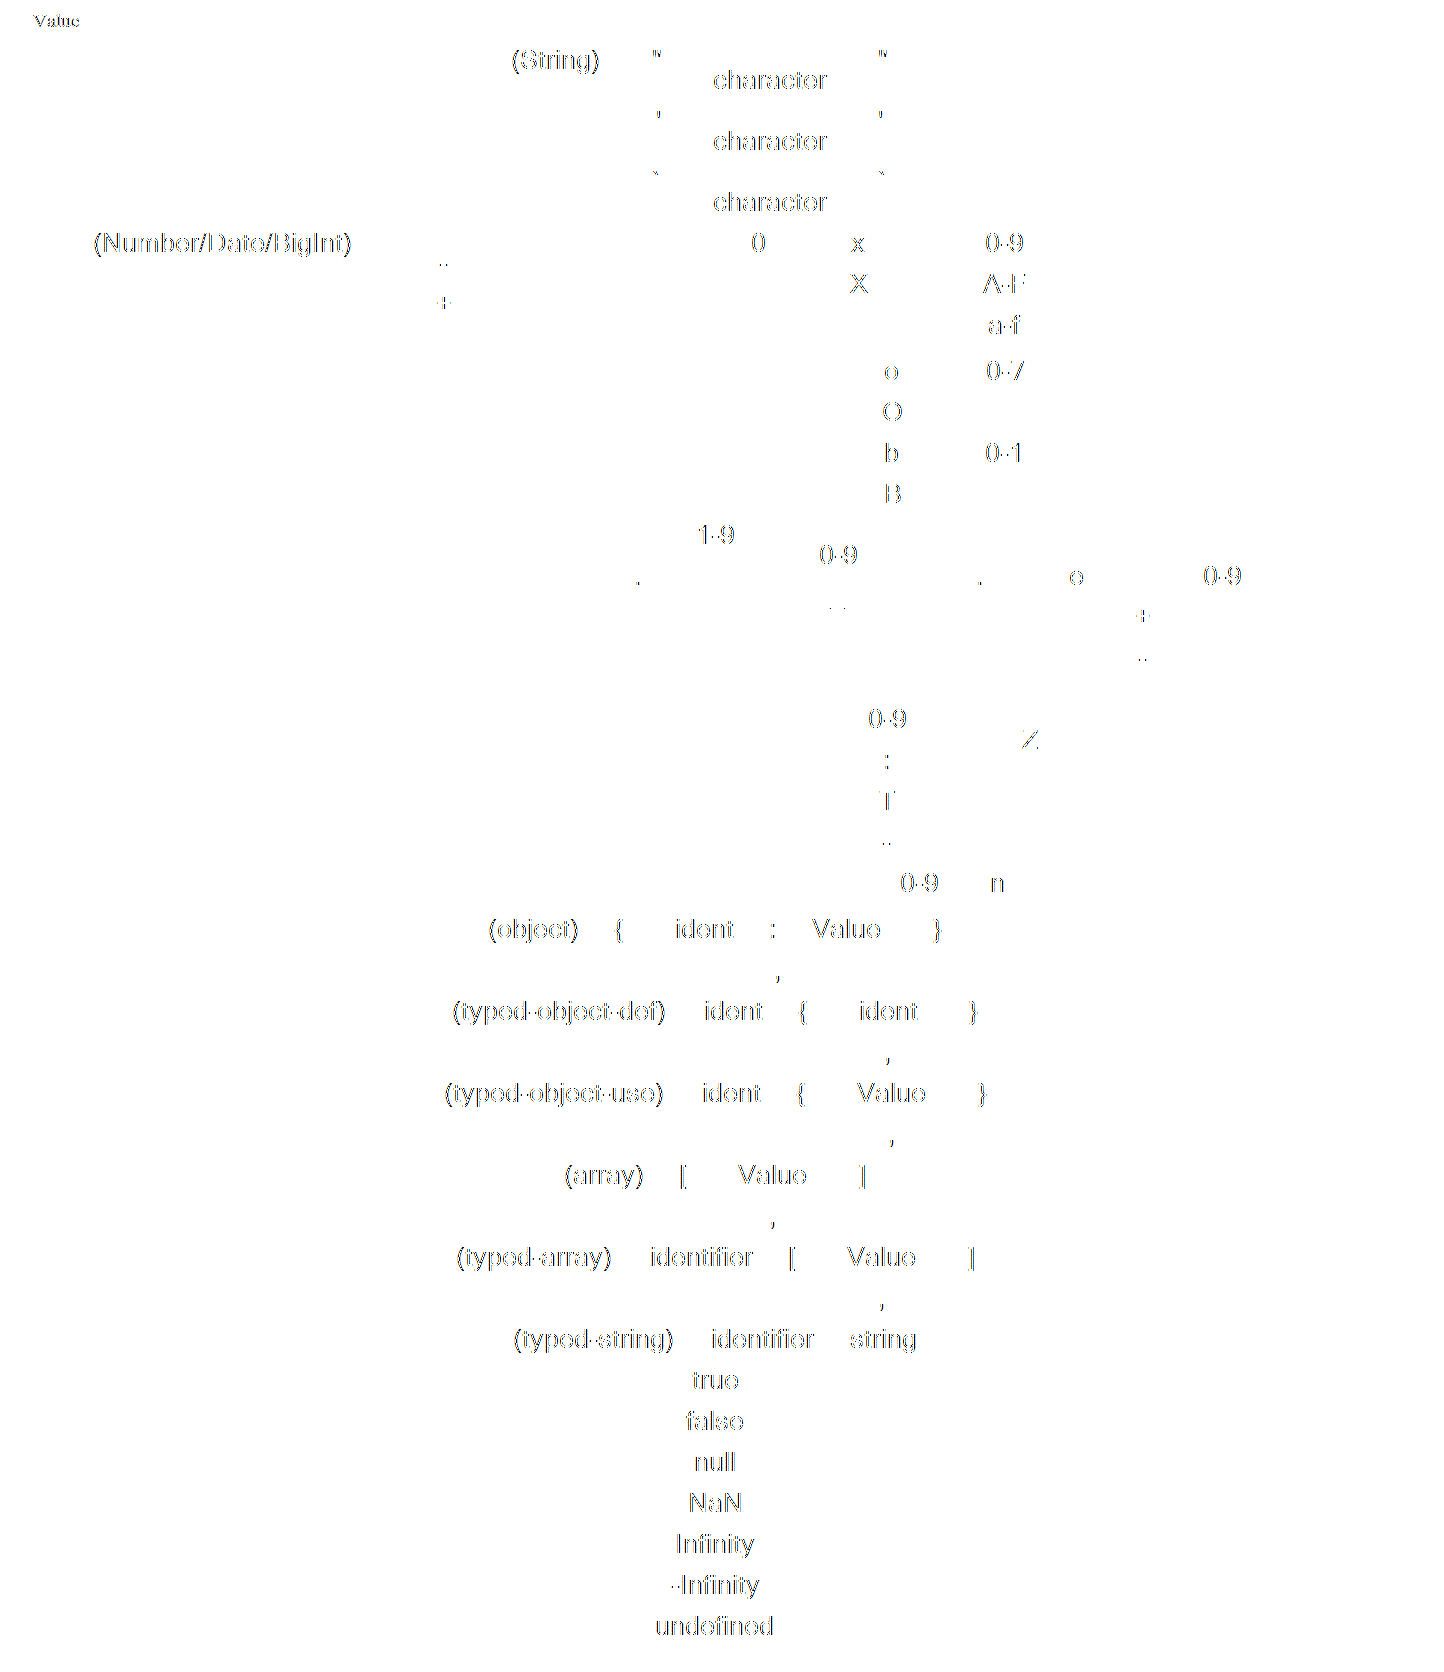 Value
(String) " "
character
' '
character
` `
character
(Number/Date/BigInt) 0 x 0-9
-
X A-F
+
a-f
o 0-7
O
b 0-1
B
1-9
0-9
. . e 0-9
+
-
0-9
Z
:
T
-
0-9 n
(object) { ident : Value }
,
(typed-object-def) ident { ident }
,
(typed-object-use) ident { Value }
,
(array) [ Value ]
,
(typed-array) identifier [ Value ]
,
(typed-string) identifier string
true
false
null
NaN
Infinity
-Infinity
undefined